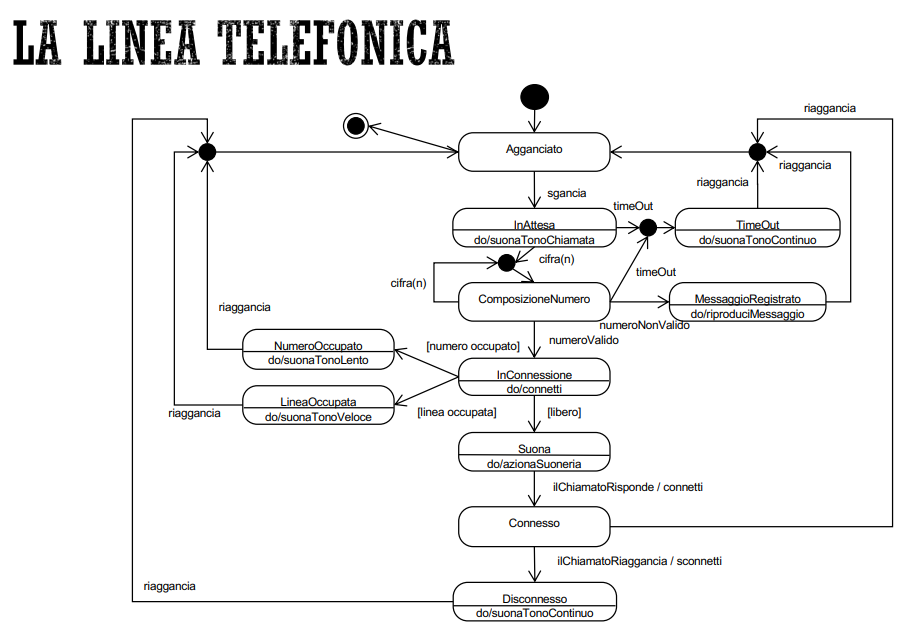 LA LINEA TELEFONICA
riaggancia
Agganciato
riaggancia
riaggancia
sgancia
timeOut
InAttesa
do/suonaTonoChiamata
TimeOut
do/suonaTonoContinuo
cifra(n)
timeOut
cifra(n)
ComposizioneNumero
MessaggioRegistrato
do/riproduciMessaggio
riaggancia
numeroNonValido
numeroValido
NumeroOccupato
do/suonaTonoLento
[numero occupato]
InConnessione
do/connetti
LineaOccupata
do/suonaTonoVeloce
riaggancia
[linea occupata]
[libero]
Suona
do/azionaSuoneria
ilChiamatoRisponde / connetti
Connesso
ilChiamatoRiaggancia / sconnetti
riaggancia
Disconnesso
do/suonaTonoContinuo